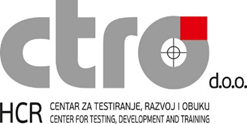 ctro d.o.o.
HCR CENTAR ZA TESTIRANJE, RAZVOJ I OBUKU
CENTER FOR TESTING, DEVELOPMENT AND TRAINING